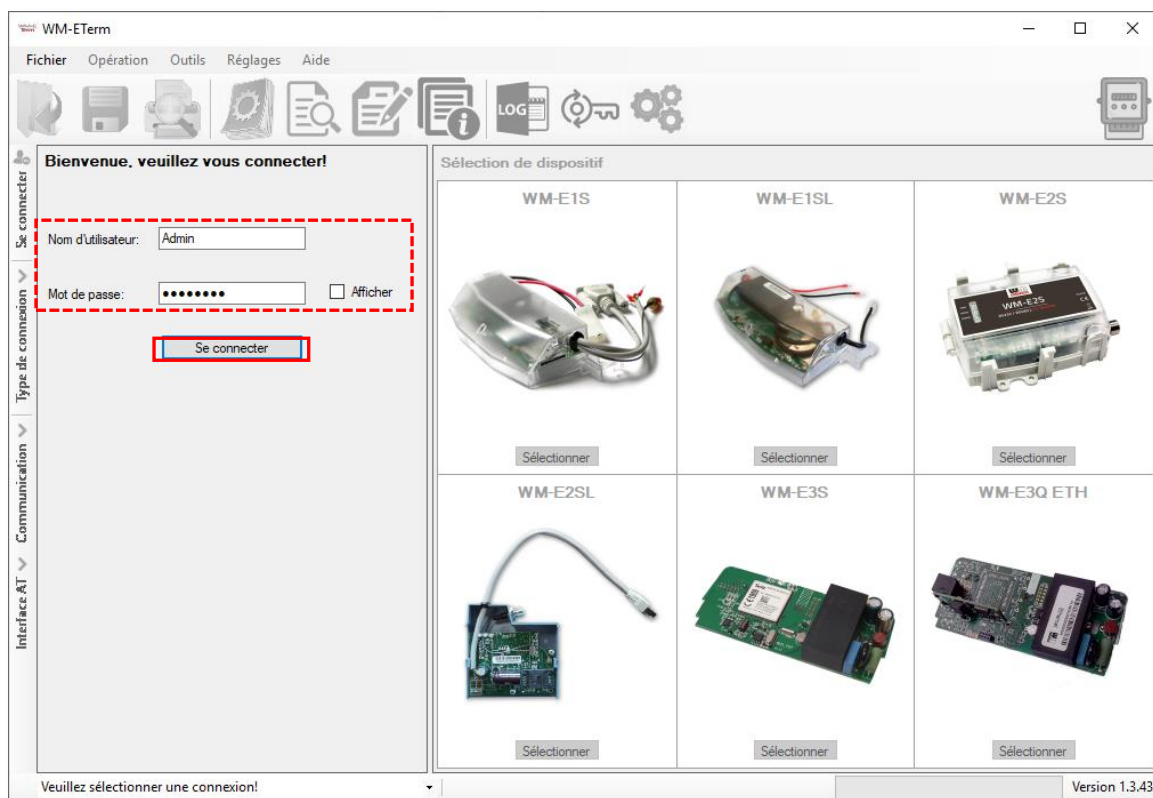 WM-ETerm
Fichier Opération Outils Réglages Aide
LOG
Se connecter
Type de connexion
Communication
Interface AT
Bienvenue, veuillez vous connecter!
Nom d'utilisateur: Admin
Mot de passe: ●●●●●●●● Afficher
Se connecter
Sélection de dispositif
WM-E1S WM-E1SL WM-E2S
WM-E2S
Sélectionner Sélectionner Sélectionner
WM-E2SL WM-E3S WM-E3Q ETH
Sélectionner Sélectionner Sélectionner
Veuillez sélectionner une connexion!
Version 1.3.43